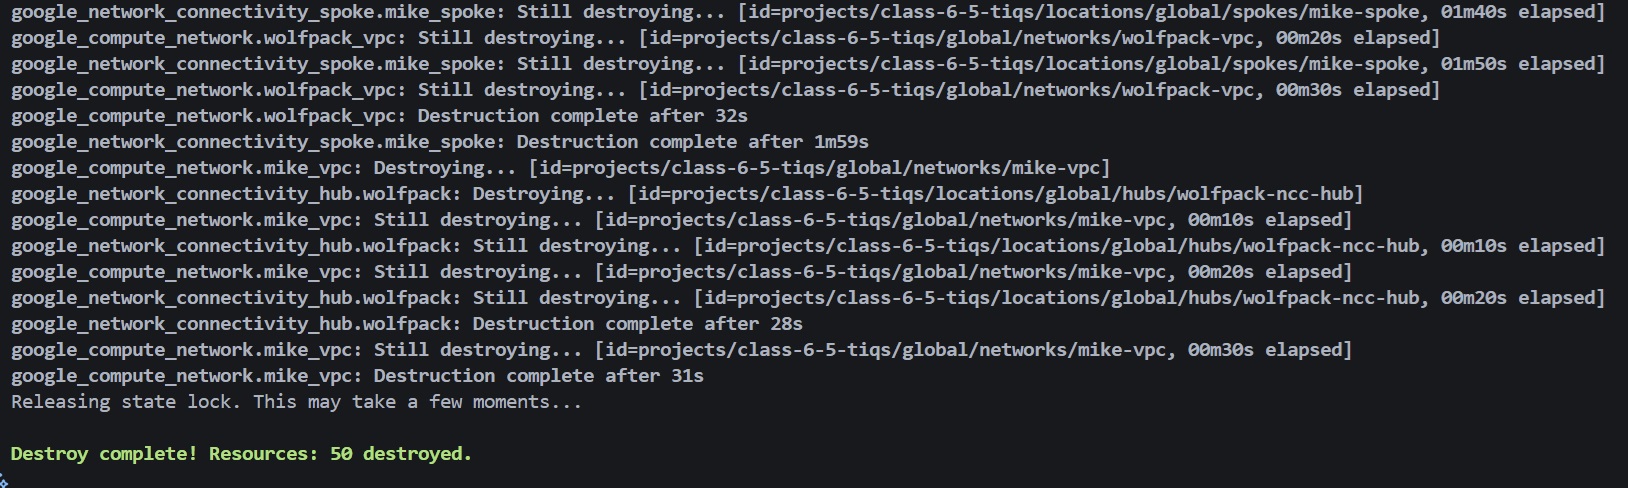 google_network_connectivity_spoke.mike_spoke: Still destroying... [id=projects/class-6-5-tiqs/locations/global/spokes/mike-spoke, 01m40s elapsed]
google_compute_network.wolfpack_vpc: Still destroying... [id=projects/class-6-5-tiqs/global/networks/wolfpack-vpc, 00m20s elapsed]
google_network_connectivity_spoke.mike_spoke: Still destroying... [id=projects/class-6-5-tiqs/locations/global/spokes/mike-spoke, 01m50s elapsed]
google_compute_network.wolfpack_vpc: Still destroying... [id=projects/class-6-5-tiqs/global/networks/wolfpack-vpc, 00m30s elapsed]
google_compute_network.wolfpack_vpc: Destruction complete after 32s
google_network_connectivity_spoke.mike_spoke: Destruction complete after 1m59s
google_compute_network.mike_vpc: Destroying... [id=projects/class-6-5-tiqs/global/networks/mike-vpc]
google_network_connectivity_hub.wolfpack: Destroying... [id=projects/class-6-5-tiqs/locations/global/hubs/wolfpack-ncc-hub]
google_compute_network.mike_vpc: Still destroying... [id=projects/class-6-5-tiqs/global/networks/mike-vpc, 00m10s elapsed]
google_network_connectivity_hub.wolfpack: Still destroying... [id=projects/class-6-5-tiqs/locations/global/hubs/wolfpack-ncc-hub, 00m10s elapsed]
google_compute_network.mike_vpc: Still destroying... [id=projects/class-6-5-tiqs/global/networks/mike-vpc, 00m20s elapsed]
google_network_connectivity_hub.wolfpack: Still destroying... [id=projects/class-6-5-tiqs/locations/global/hubs/wolfpack-ncc-hub, 00m20s elapsed]
google_network_connectivity_hub.wolfpack: Destruction complete after 28s
google_compute_network.mike_vpc: Still destroying... [id=projects/class-6-5-tiqs/global/networks/mike-vpc, 00m30s elapsed]
google_compute_network.mike_vpc: Destruction complete after 31s
Releasing state lock. This may take a few moments...
Destroy complete! Resources: 50 destroyed.